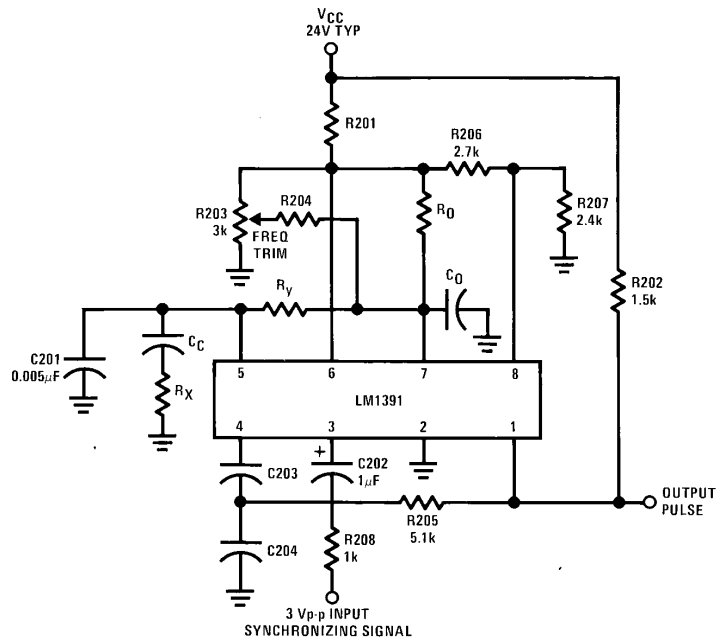 VCC
24V TYP
R201
R206
2.7k
R203
3k
R204
FREQ
TRIM
RO
R207
2.4k
R202
1.5k
Ry
CO
C201
0.005μF
CC
RX
5
6
7
8
LM1391
4
3
2
1
C203
+
C202
1μF
R205
5.1k
OUTPUT
PULSE
C204
R208
1k
3 Vp-p INPUT
SYNCHRONIZING SIGNAL